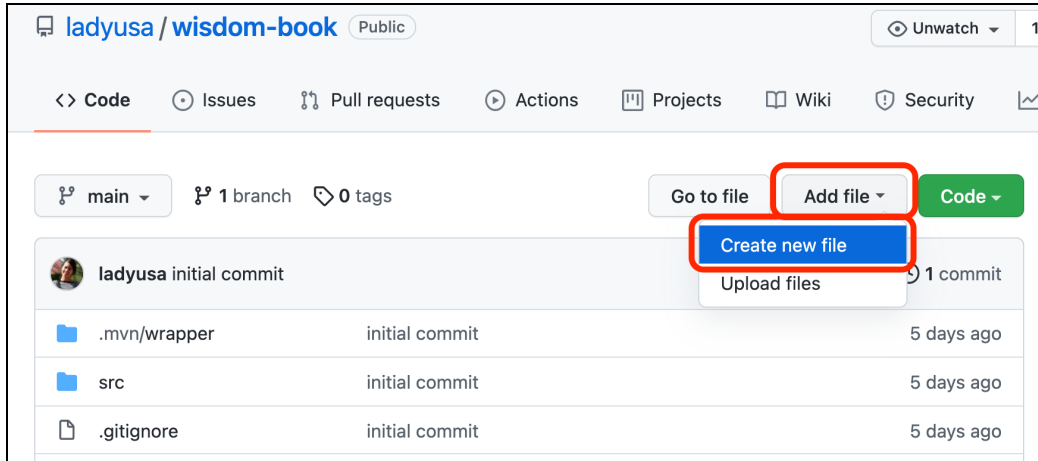 ladyusa / wisdom-book Public Unwatch 1
<> Code Issues Pull requests Actions Projects Wiki Security
main 1 branch 0 tags Go to file Add file Code
Create new file
Upload files
ladyusa initial commit 1 commit
.mvn/wrapper initial commit 5 days ago
src initial commit 5 days ago
.gitignore initial commit 5 days ago